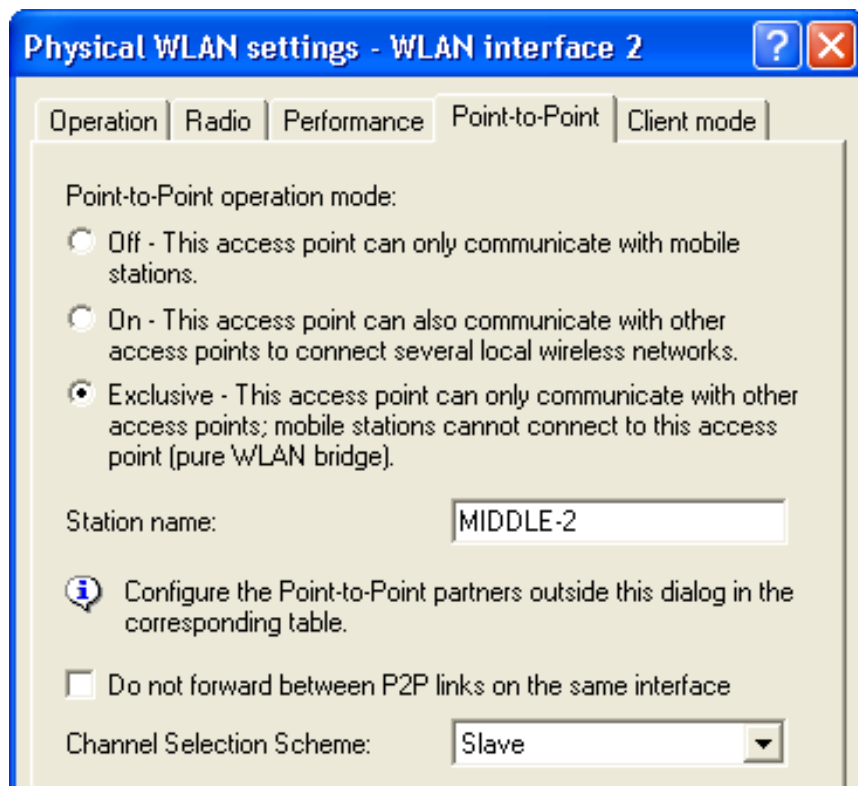 Physical WLAN settings - WLAN interface 2
Operation
Radio
Performance
Point-to-Point
Client mode
Point-to-Point operation mode:
Off - This access point can only communicate with mobile
stations.
On - This access point can also communicate with other
access points to connect several local wireless networks.
Exclusive - This access point can only communicate with other
access points; mobile stations cannot connect to this access
point (pure WLAN bridge).
Station name:
MIDDLE-2
Configure the Point-to-Point partners outside this dialog in the
corresponding table.
Do not forward between P2P links on the same interface
Channel Selection Scheme:
Slave